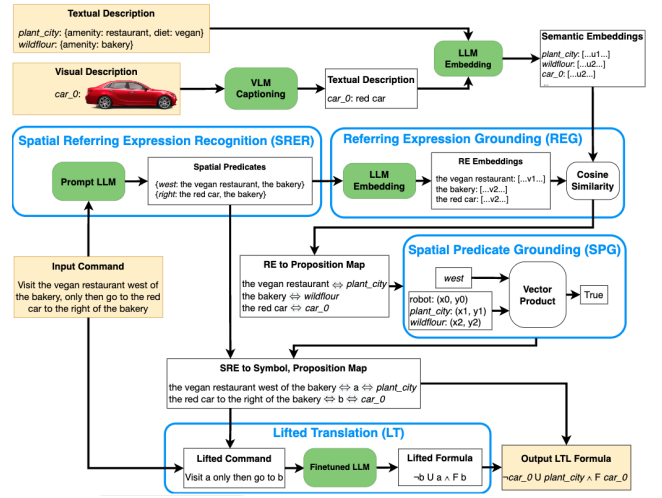 Textual Description
plant_city: {amenity: restaurant, diet: vegan}
wildflour: {amenity: bakery}
Visual Description
car_0:
VLM
Captioning
Textual Description
car_0: red car
LLM
Embedding
Semantic Embeddings
plant_city: [...u1...]
wildflour: [...u2...]
car_0: [...u2...]
...
Spatial Referring Expression Recognition (SRER)
Prompt LLM
Spatial Predicates
{west: the vegan restaurant, the bakery}
{right: the red car, the bakery}
Referring Expression Grounding (REG)
LLM
Embedding
RE Embeddings
the vegan restaurant: [...v1...]
the bakery: [...v2...]
the red car: [...v2...]
Cosine
Similarity
Input Command
Visit the vegan restaurant west of
the bakery, only then go to the red
car to the right of the bakery
RE to Proposition Map
the vegan restaurant ⇔ plant_city
the bakery ⇔ wildflour
the red car ⇔ car_0
Spatial Predicate Grounding (SPG)
west
robot: (x0, y0)
plant_city: (x1, y1)
wildflour: (x2, y2)
Vector
Product
True
SRE to Symbol, Proposition Map
the vegan restaurant west of the bakery ⇔ a ⇔ plant_city
the red car to the right of the bakery ⇔ b ⇔ car_0
Lifted Translation (LT)
Lifted Command
Visit a only then go to b
Finetuned LLM
Lifted Formula
¬b U a ∧ F b
Output LTL Formula
¬car_0 U plant_city ∧ F car_0